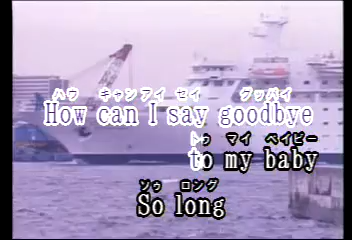 ハウ キャン アイ セイ グッバイ
How can I say goodbye
トゥ マイ ベイビー
to my baby
ソゥ ロング
So long